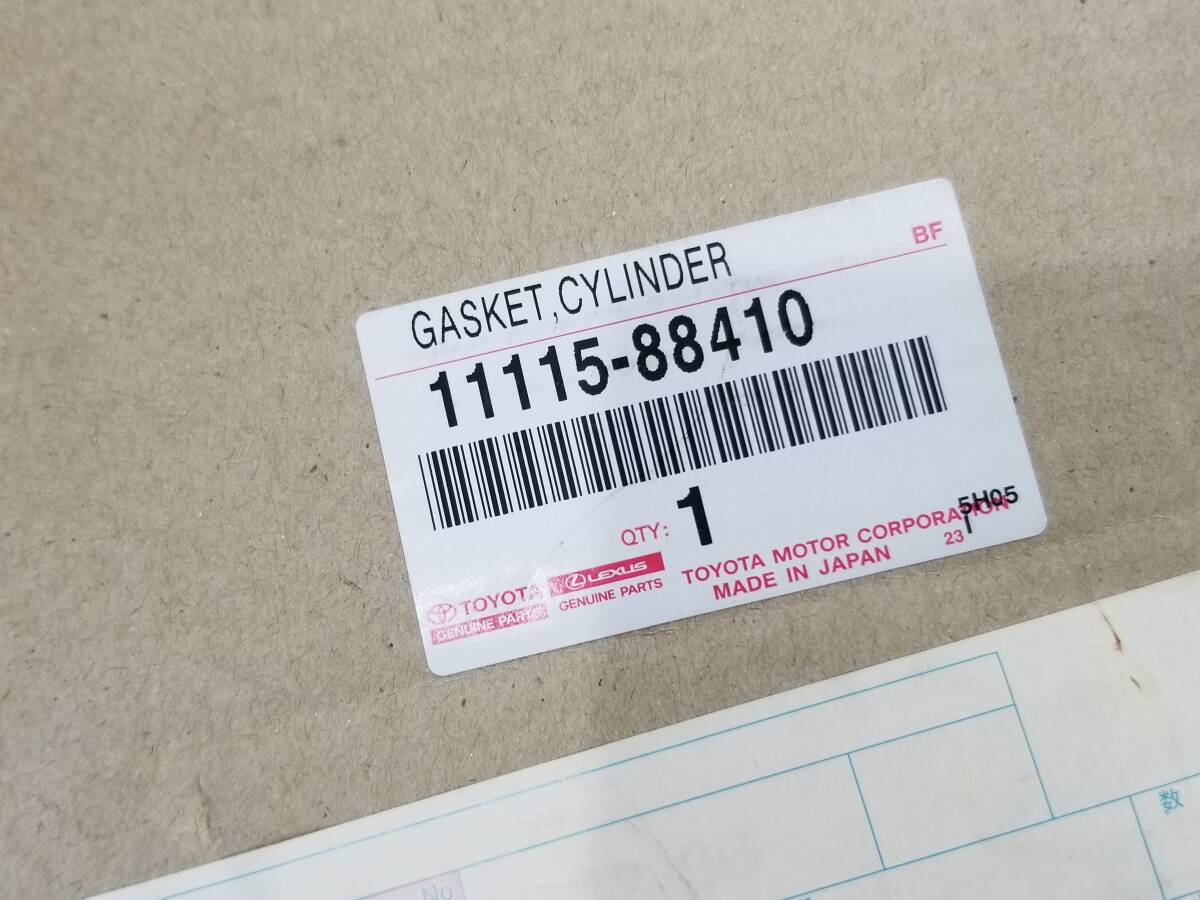 BF
GASKET,CYLINDER
11115-88410
QTY: 1
5H05
TOYOTA MOTOR CORPORATION
MADE IN JAPAN
23
TOYOTA
GENUINE PARTS
LEXUS
GENUINE PARTS
数
No.